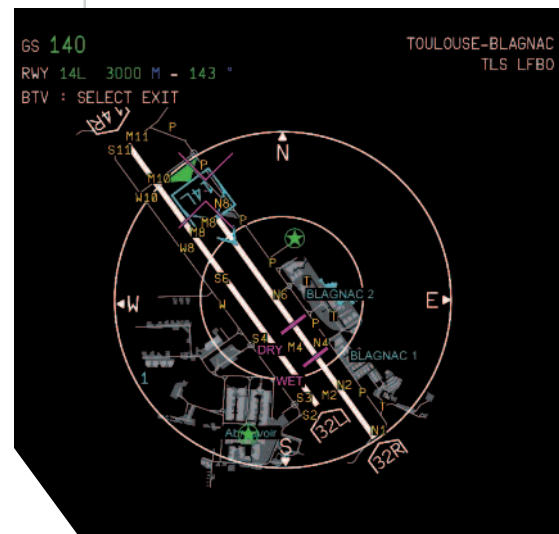 GS 140
TOULOUSE-BLAGNAC
RWY 14L 3000 M - 143 °
TLS LFBO
BTV : SELECT EXIT
14R
M11
P
S11
N
P
M10
14L
W10
N8
M8
P
M8
W8
P
S6
T
W
E
N6
BLAGNAC 2
W
T
P
S4
N4
DRY
M4
BLAGNAC 1
1
WET
N2
P
M2
S3
T
S2
32L
N1
S
32R